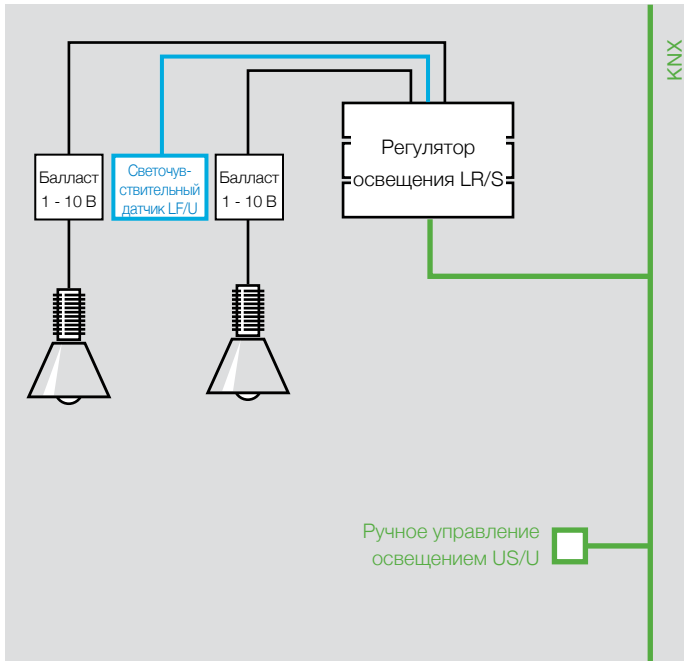 KNX
Регулятор
освещения LR/S
Балласт
1 - 10 В
Светочув-
ствительный
датчик LF/U
Балласт
1 - 10 В
Ручное управление
освещением US/U